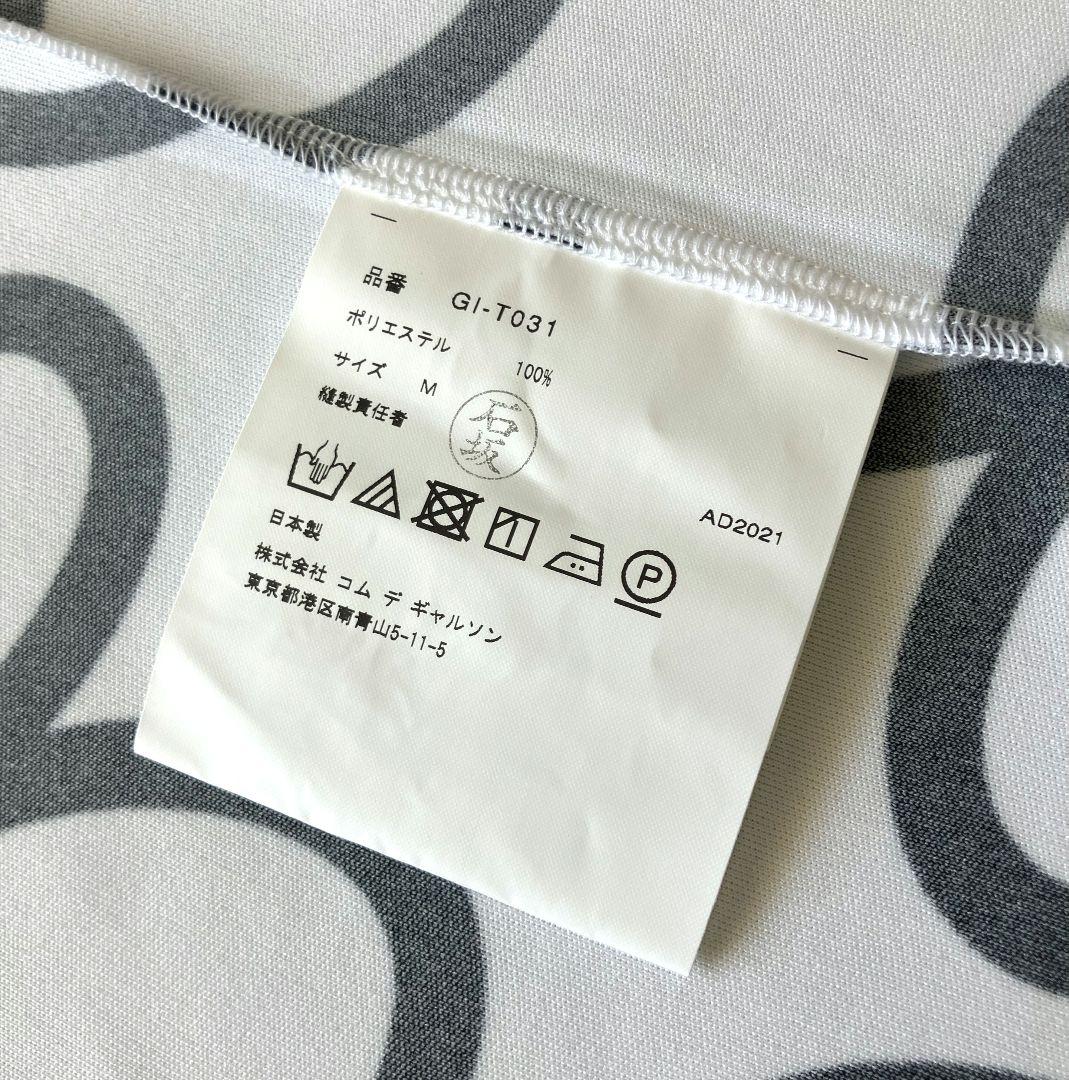 品番 GI-T031
ポリエステル 100%
サイズ M
縫製責任者 石坂
AD2021
P
日本製
株式会社 コム デ ギャルソン
東京都港区南青山5-11-5